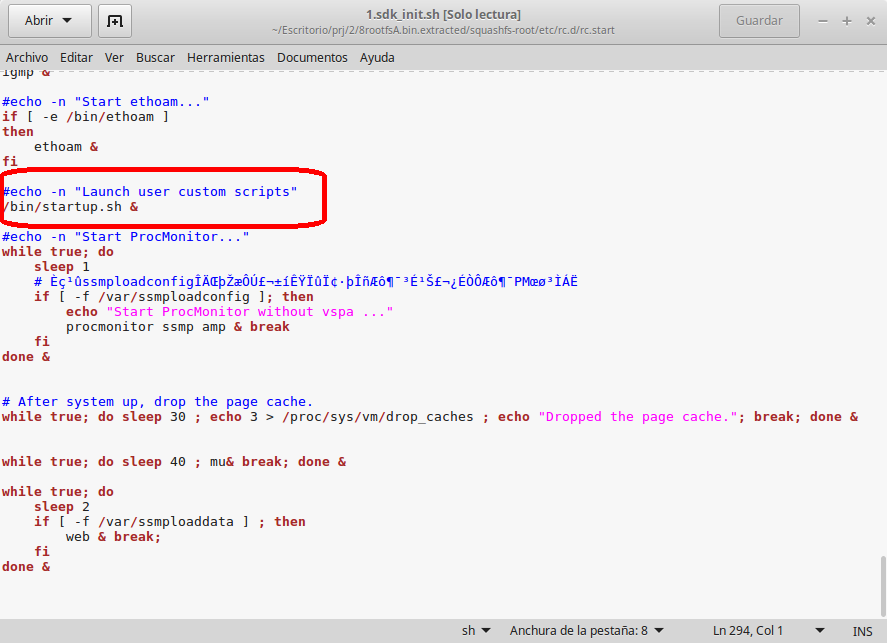 Abrir
1.sdk_init.sh [Solo lectura]
~/Escritorio/prj/2/8rootfsA.bin.extracted/squashfs-root/etc/rc.d/rc.start
Guardar
Archivo Editar Ver Buscar Herramientas Documentos Ayuda
igmp &
#echo -n "Start ethoam..."
if [ -e /bin/ethoam ]
then
    ethoam &
fi
#echo -n "Launch user custom scripts"
/bin/startup.sh &
#echo -n "Start ProcMonitor..."
while true; do
    sleep 1
    # Èç¹ûssmploadconfigÎÄŒþŽæÔÚ£¬±íÊŸÏûÏ¢·þÎñÆô¶¯³É¹Š£¬¿ÉÒÔÆô¶¯PMœø³ÌÁË
    if [ -f /var/ssmploadconfig ]; then
        echo "Start ProcMonitor without vspa ..."
        procmonitor ssmp amp & break
    fi
done &
# After system up, drop the page cache.
while true; do sleep 30 ; echo 3 > /proc/sys/vm/drop_caches ; echo "Dropped the page cache."; break; done &
while true; do sleep 40 ; mu& break; done &
while true; do
    sleep 2
    if [ -f /var/ssmploaddata ] ; then
        web & break;
    fi
done &
sh Anchura de la pestaña: 8 Ln 294, Col 1 INS